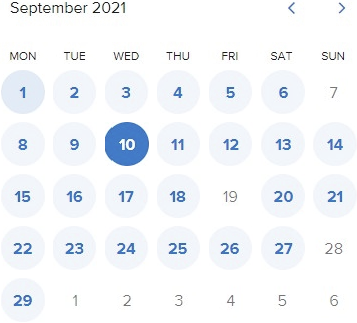 September 2021
MON TUE WED THU FRI SAT SUN
1 2 3 4 5 6 7
8 9 10 11 12 13 14
15 16 17 18 19 20 21
22 23 24 25 26 27 28
29 1 2 3 4 5 6